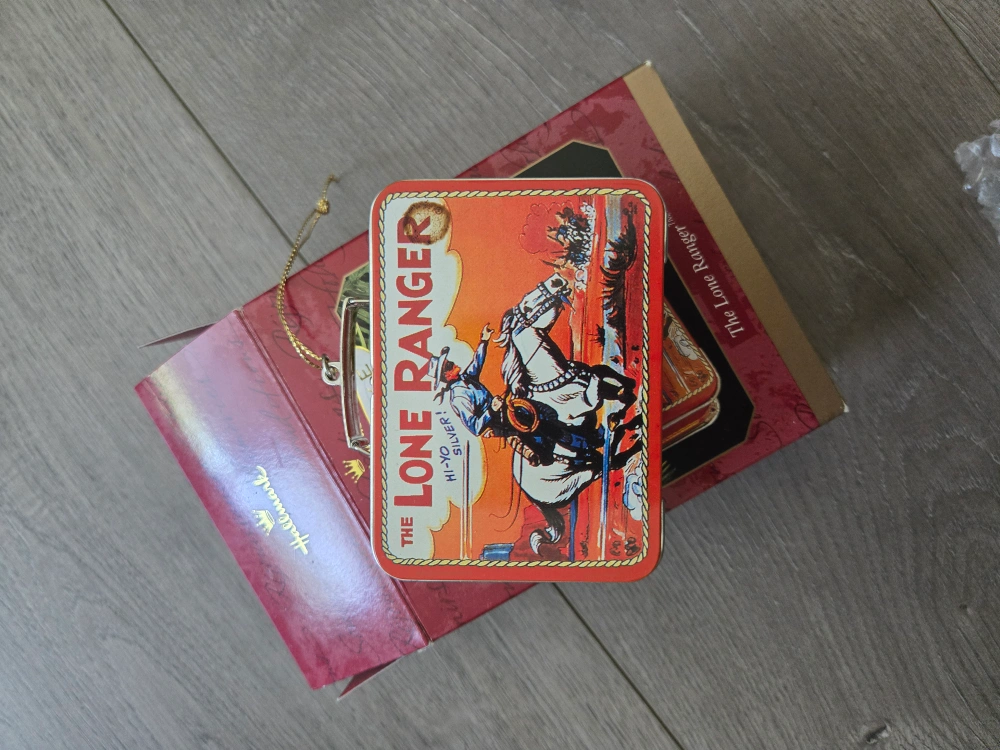 THE LONE RANGER
HI-YO
SILVER!
Hallmark
The Lone Ranger